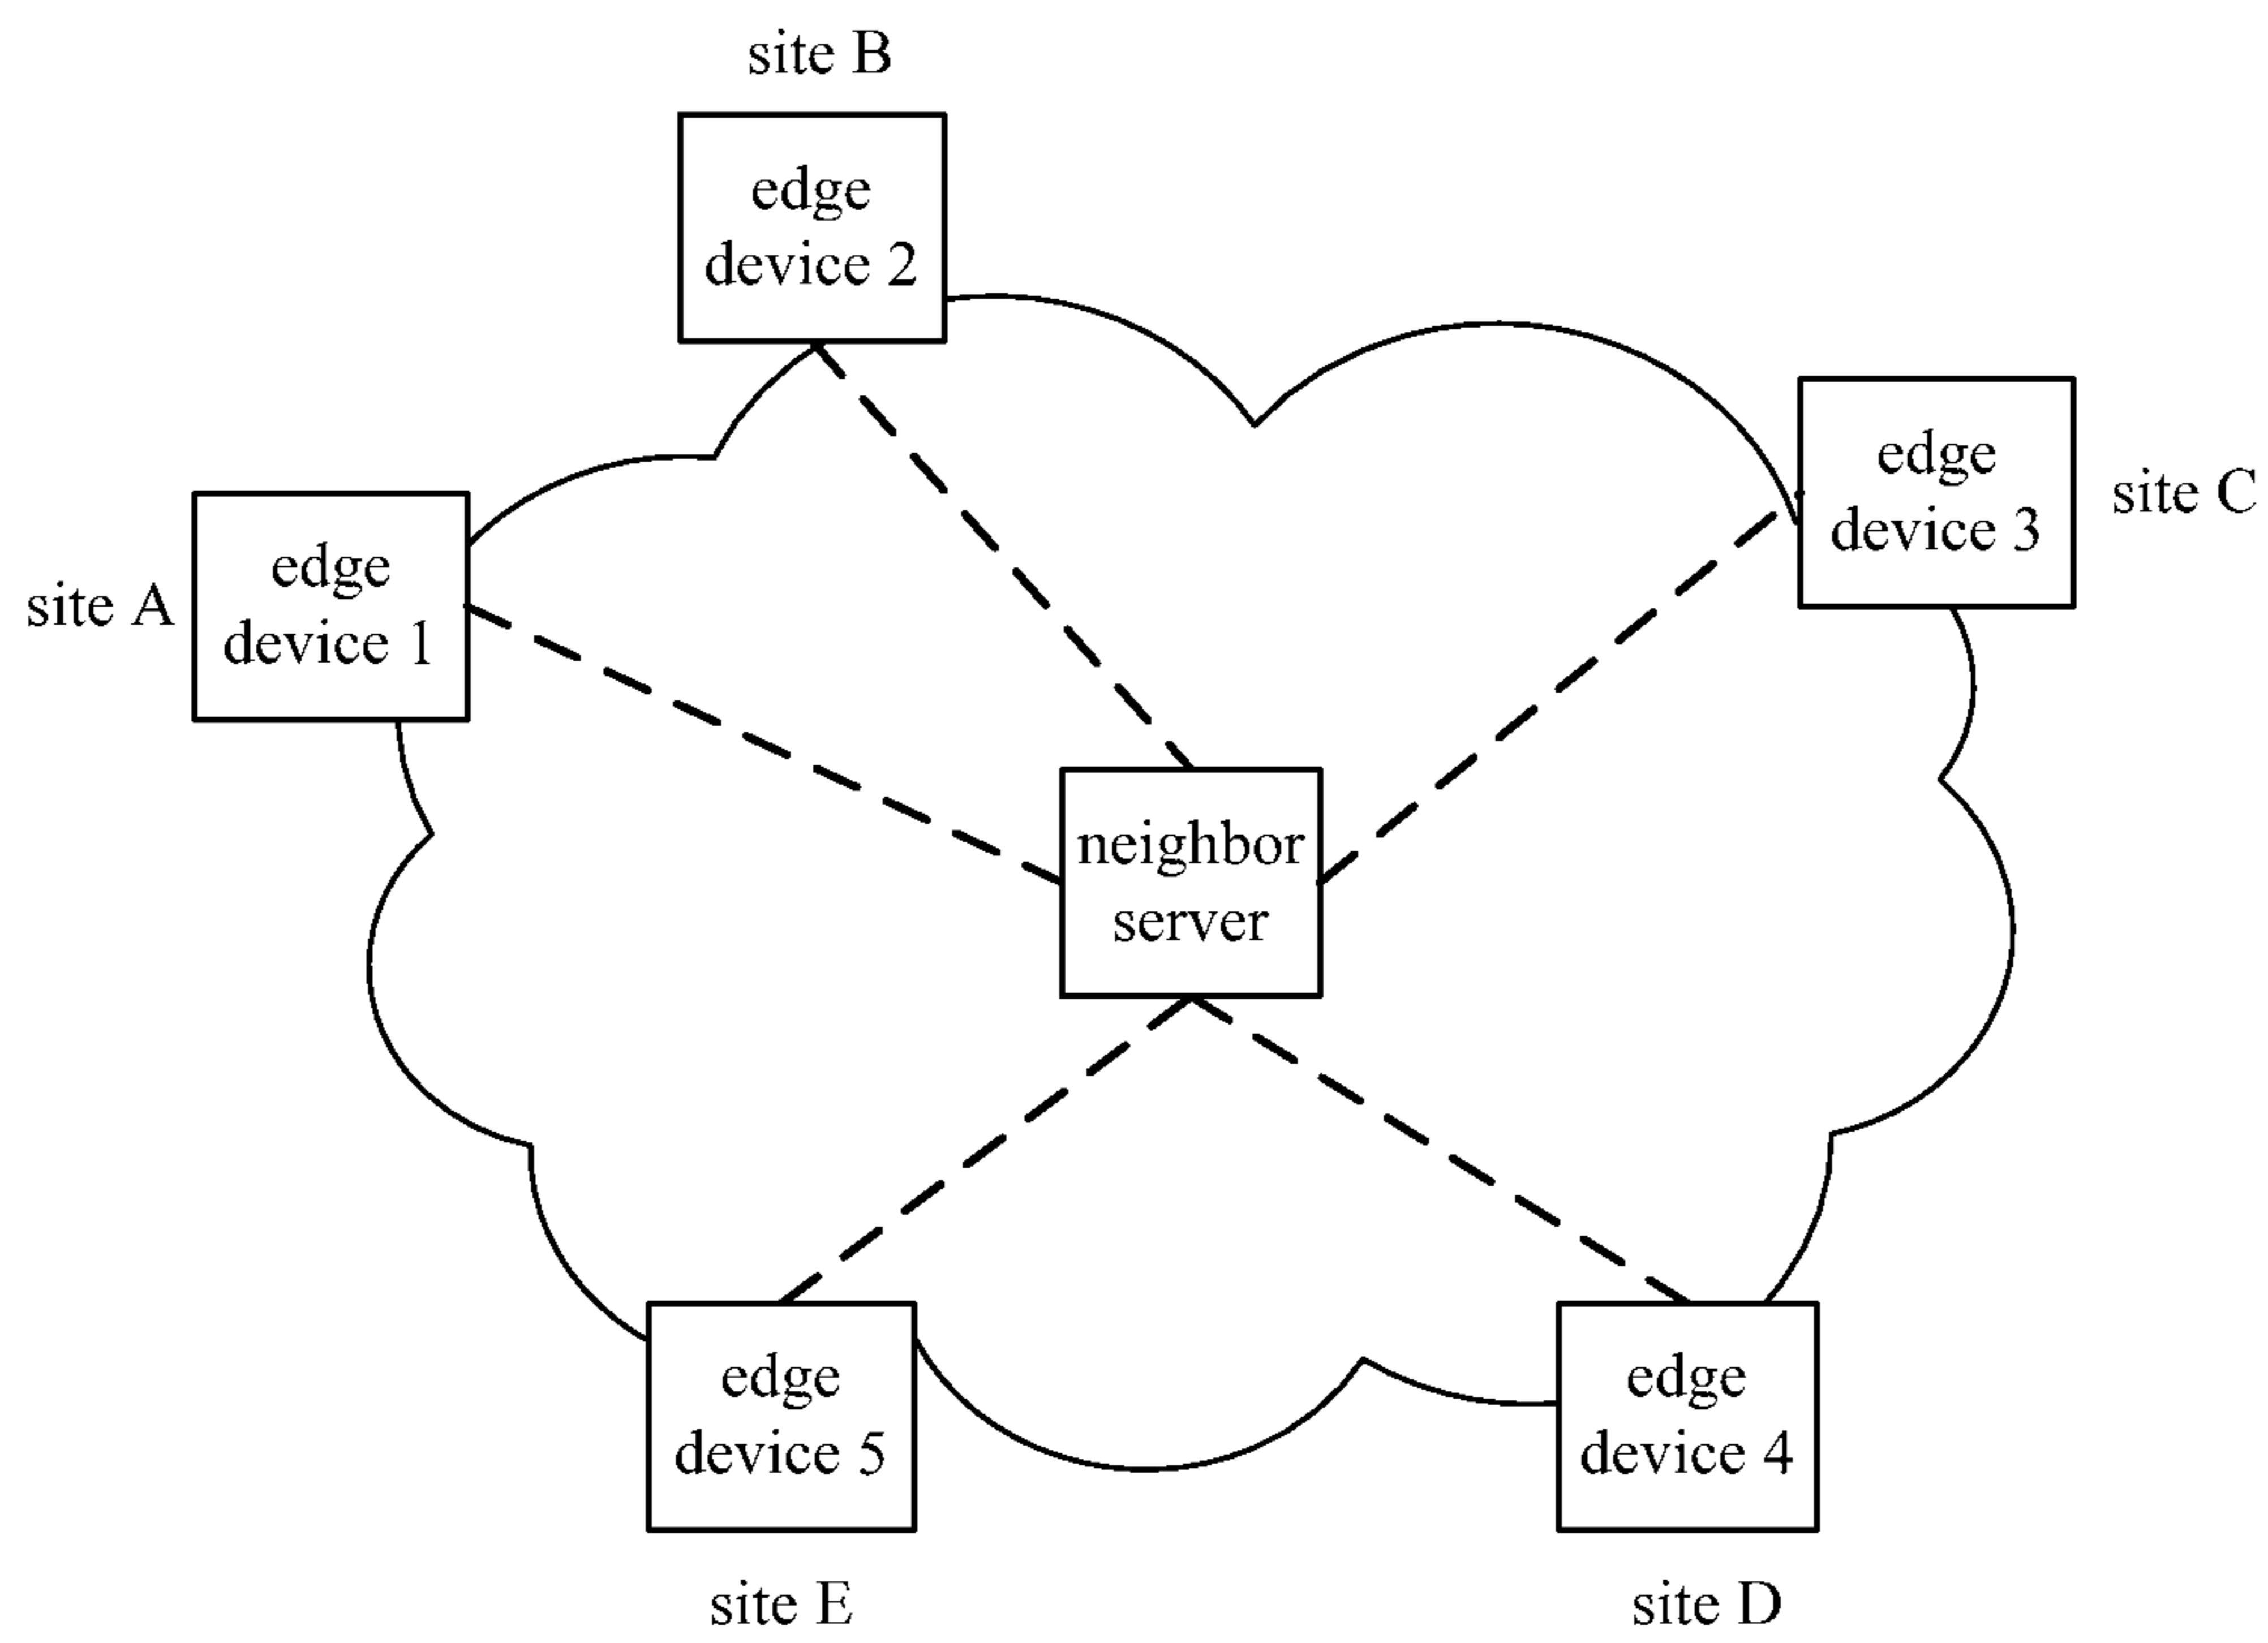 site B
edge
device 2
edge
device 3
site C
site A
edge
device 1
neighbor
server
edge
device 5
edge
device 4
site E
site D